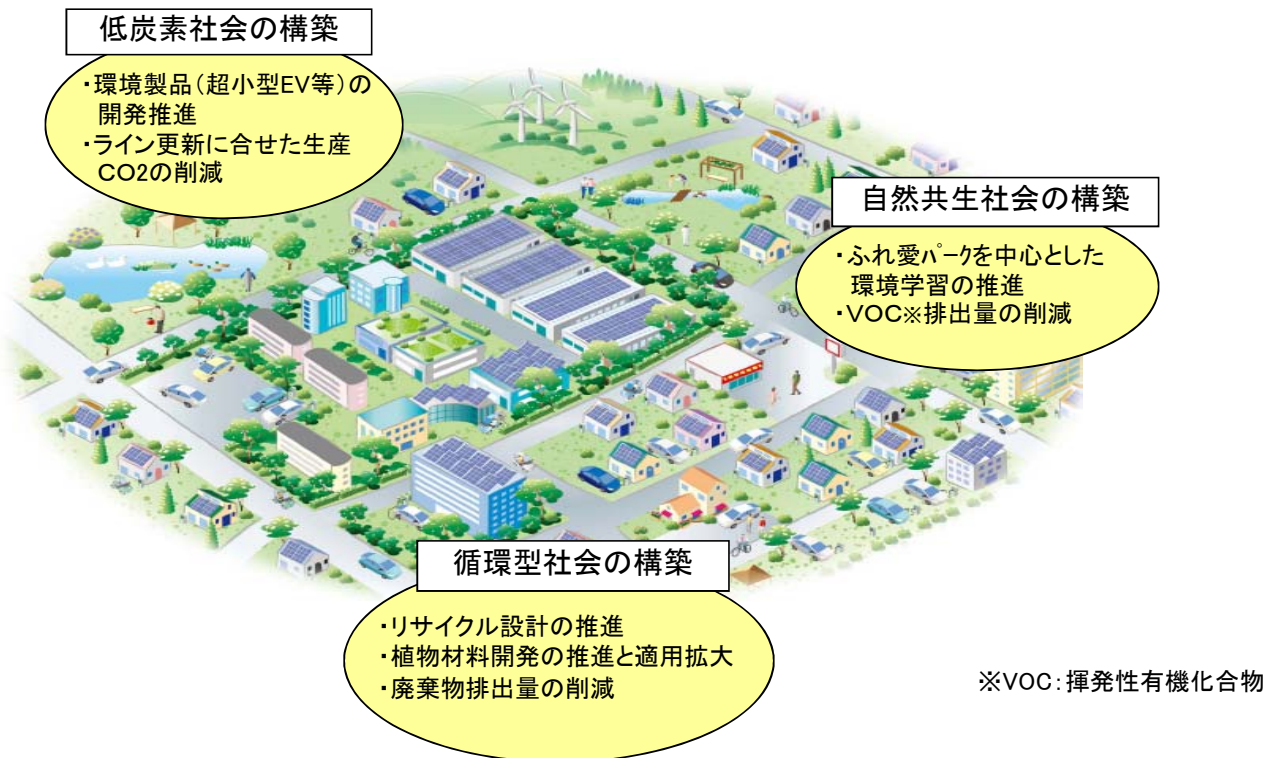 低炭素社会の構築
・環境製品(超小型EV等)の
開発推進
・ライン更新に合せた生産
CO2の削減
自然共生社会の構築
・ふれ愛パークを中心とした
環境学習の推進
・VOC※排出量の削減
循環型社会の構築
・リサイクル設計の推進
・植物材料開発の推進と適用拡大
・廃棄物排出量の削減
※VOC:揮発性有機化合物